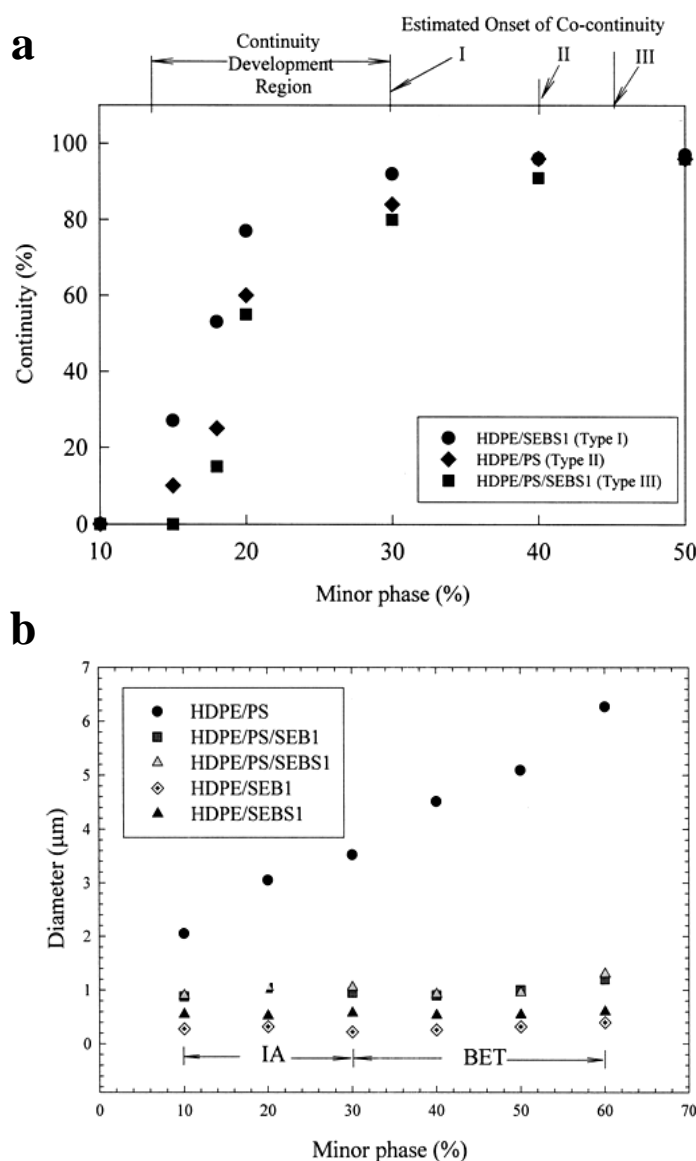 a
Estimated Onset of Co-continuity
Continuity
Development
Region
I
II
III
100
80
60
40
20
0
Continuity (%)
HDPE/SEBS1 (Type I)
HDPE/PS (Type II)
HDPE/PS/SEBS1 (Type III)
10
20
30
40
50
Minor phase (%)
b
7
6
5
4
3
2
1
0
Diameter (μm)
HDPE/PS
HDPE/PS/SEB1
HDPE/PS/SEBS1
HDPE/SEB1
HDPE/SEBS1
IA
BET
0
10
20
30
40
50
60
70
Minor phase (%)